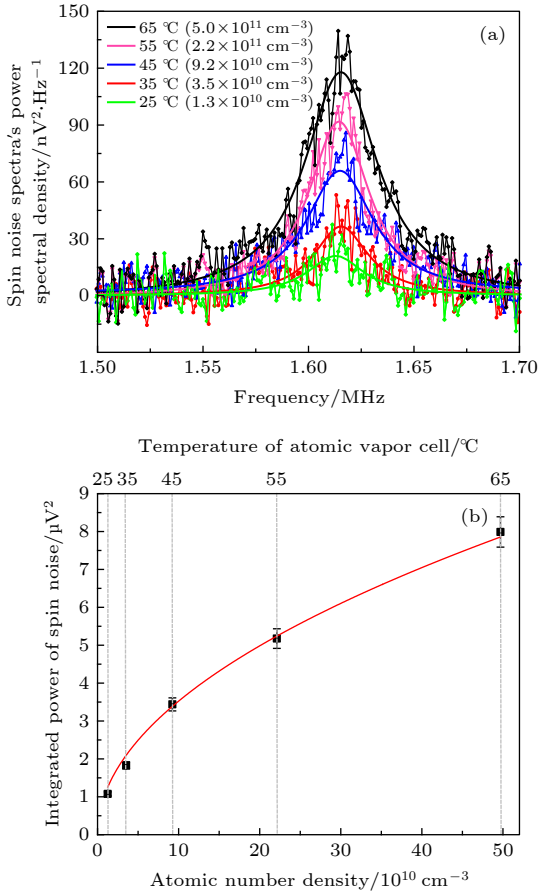 (a)
65 ℃ (5.0×10¹¹ cm⁻³)
55 ℃ (2.2×10¹¹ cm⁻³)
45 ℃ (9.2×10¹⁰ cm⁻³)
35 ℃ (3.5×10¹⁰ cm⁻³)
25 ℃ (1.3×10¹⁰ cm⁻³)
150
120
90
60
30
0
Spin noise spectra's power
spectral density/nV²·Hz⁻¹
1.50 1.55 1.60 1.65 1.70
Frequency/MHz
Temperature of atomic vapor cell/℃
25 35 45 55 65
(b)
9
8
7
6
5
4
3
2
1
0
Integrated power of spin noise/μV²
0 10 20 30 40 50
Atomic number density/10¹⁰ cm⁻³